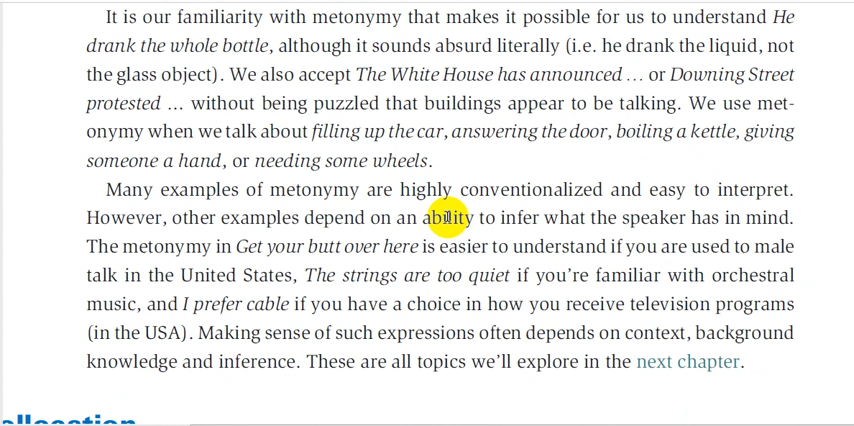 It is our familiarity with metonymy that makes it possible for us to understand He
drank the whole bottle, although it sounds absurd literally (i.e. he drank the liquid, not
the glass object). We also accept The White House has announced … or Downing Street
protested … without being puzzled that buildings appear to be talking. We use met-
onymy when we talk about filling up the car, answering the door, boiling a kettle, giving
someone a hand, or needing some wheels.
Many examples of metonymy are highly conventionalized and easy to interpret.
However, other examples depend on an ability to infer what the speaker has in mind.
The metonymy in Get your butt over here is easier to understand if you are used to male
talk in the United States, The strings are too quiet if you’re familiar with orchestral
music, and I prefer cable if you have a choice in how you receive television programs
(in the USA). Making sense of such expressions often depends on context, background
knowledge and inference. These are all topics we’ll explore in the next chapter.